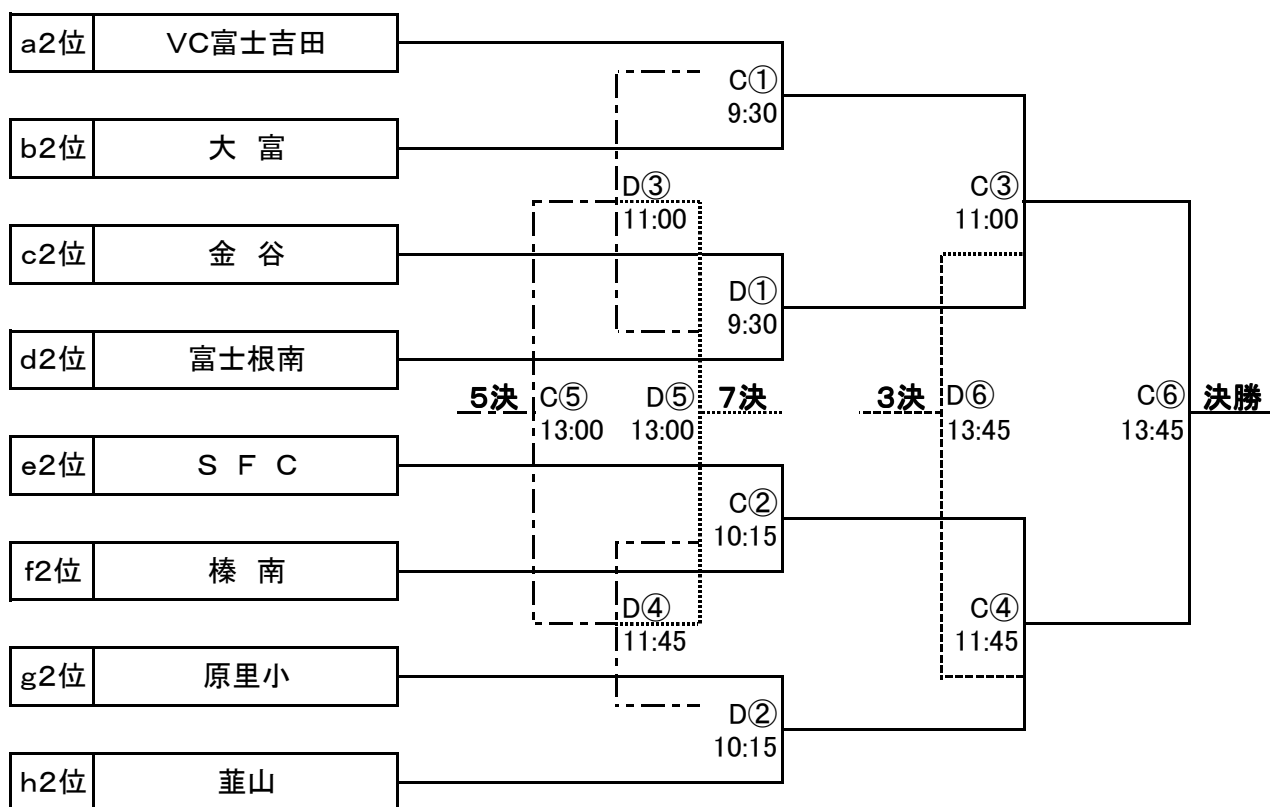 a2位 VC富士吉田
C①
9:30
b2位 大 富
D③
11:00
C③
11:00
c2位 金 谷
D①
9:30
d2位 富士根南
5決 C⑤
13:00
D⑤ 7決
13:00
3決 D⑥
13:45
C⑥ 決勝
13:45
e2位 S F C
C②
10:15
f2位 榛 南
D④
11:45
C④
11:45
g2位 原里小
D②
10:15
h2位 韮山